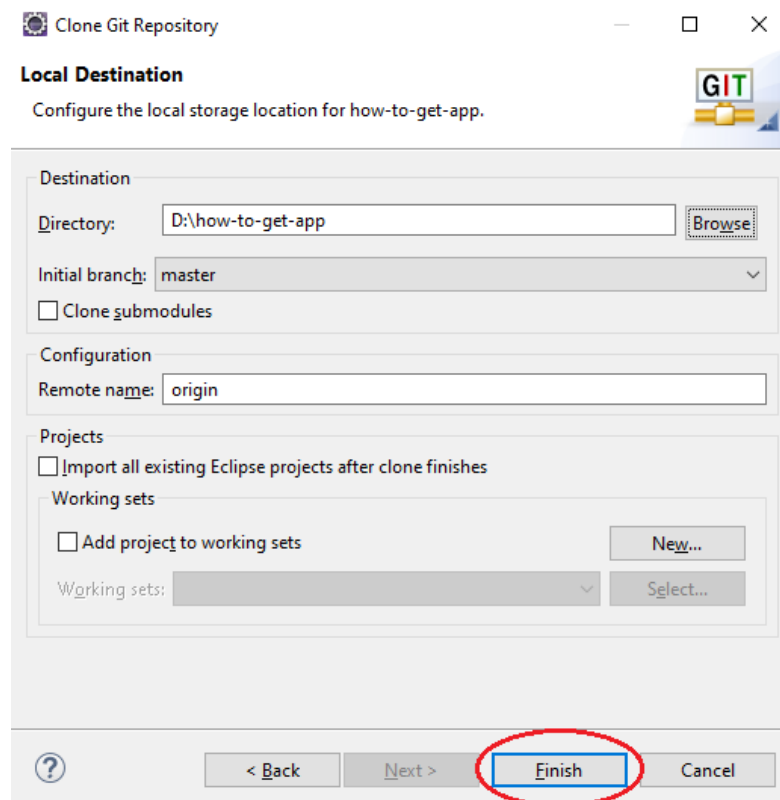 Clone Git Repository
Local Destination
Configure the local storage location for how-to-get-app.
GIT
Destination
Directory: D:\how-to-get-app Browse
Initial branch: master
Clone submodules
Configuration
Remote name: origin
Projects
Import all existing Eclipse projects after clone finishes
Working sets
Add project to working sets New...
Working sets: Select...
? < Back Next > Finish Cancel